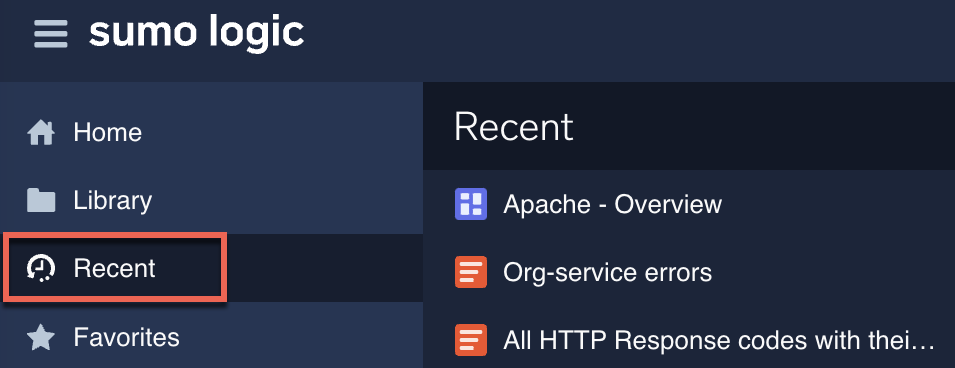 sumo logic
Home
Library
Recent
Favorites
Recent
Apache - Overview
Org-service errors
All HTTP Response codes with thei…